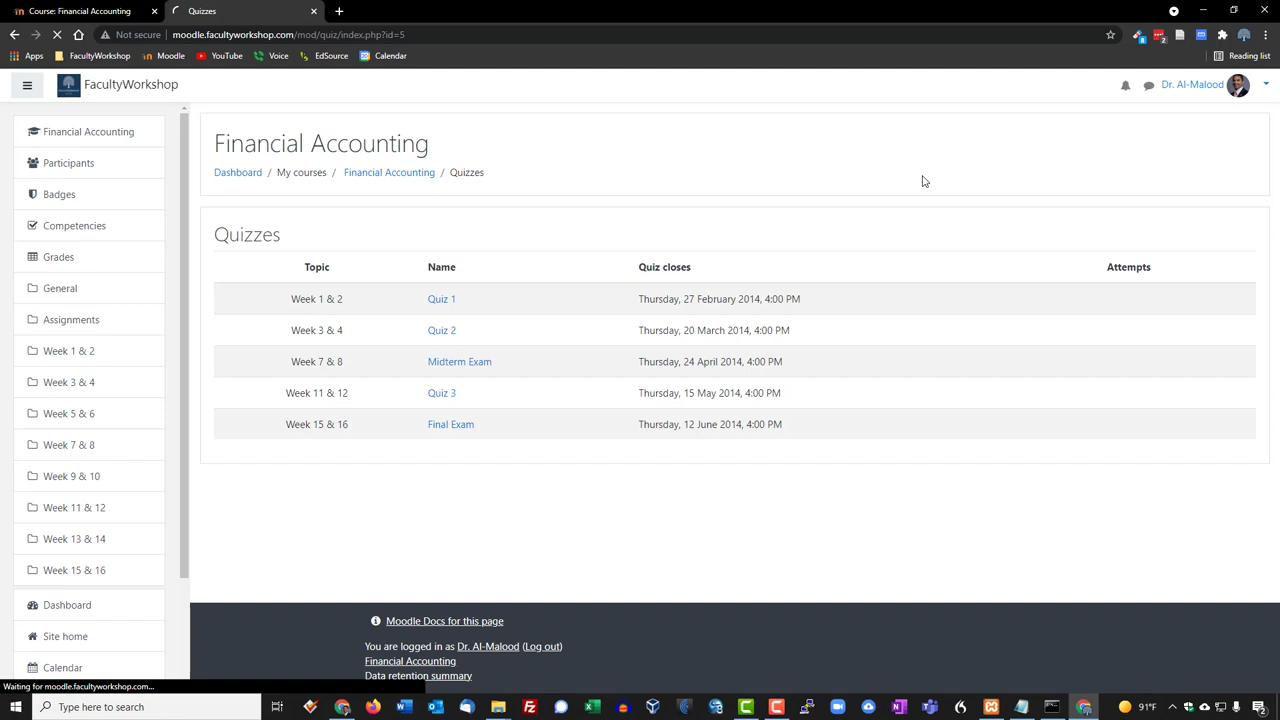 Course: Financial Accounting
Quizzes
Not secure
moodle.facultyworkshop.com/mod/quiz/index.php?id=5
Apps
FacultyWorkshop
Moodle
YouTube
Voice
EdSource
Calendar
Reading list
FacultyWorkshop
Dr. Al-Malood
Financial Accounting
Participants
Badges
Competencies
Grades
General
Assignments
Week 1 & 2
Week 3 & 4
Week 5 & 6
Week 7 & 8
Week 9 & 10
Week 11 & 12
Week 13 & 14
Week 15 & 16
Dashboard
Site home
Calendar
Financial Accounting
Dashboard / My courses / Financial Accounting / Quizzes
Quizzes
Topic Name Quiz closes Attempts
Week 1 & 2 Quiz 1 Thursday, 27 February 2014, 4:00 PM
Week 3 & 4 Quiz 2 Thursday, 20 March 2014, 4:00 PM
Week 7 & 8 Midterm Exam Thursday, 24 April 2014, 4:00 PM
Week 11 & 12 Quiz 3 Thursday, 15 May 2014, 4:00 PM
Week 15 & 16 Final Exam Thursday, 12 June 2014, 4:00 PM
Moodle Docs for this page
You are logged in as Dr. Al-Malood (Log out)
Financial Accounting
Data retention summary
Waiting for moodle.facultyworkshop.com...
Type here to search
91°F